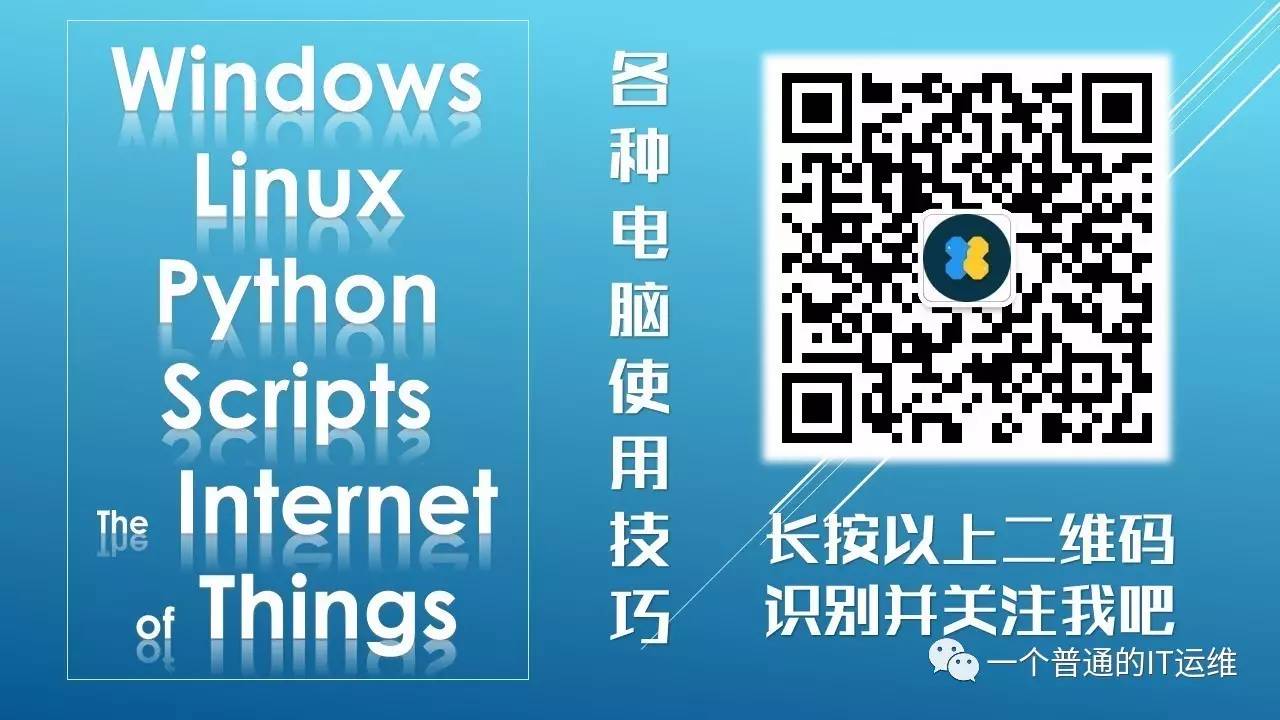 Windows
Linux
Python
Scripts
The Internet
of Things
各种电脑使用技巧
长按以上二维码
识别并关注我吧
一个普通的IT运维